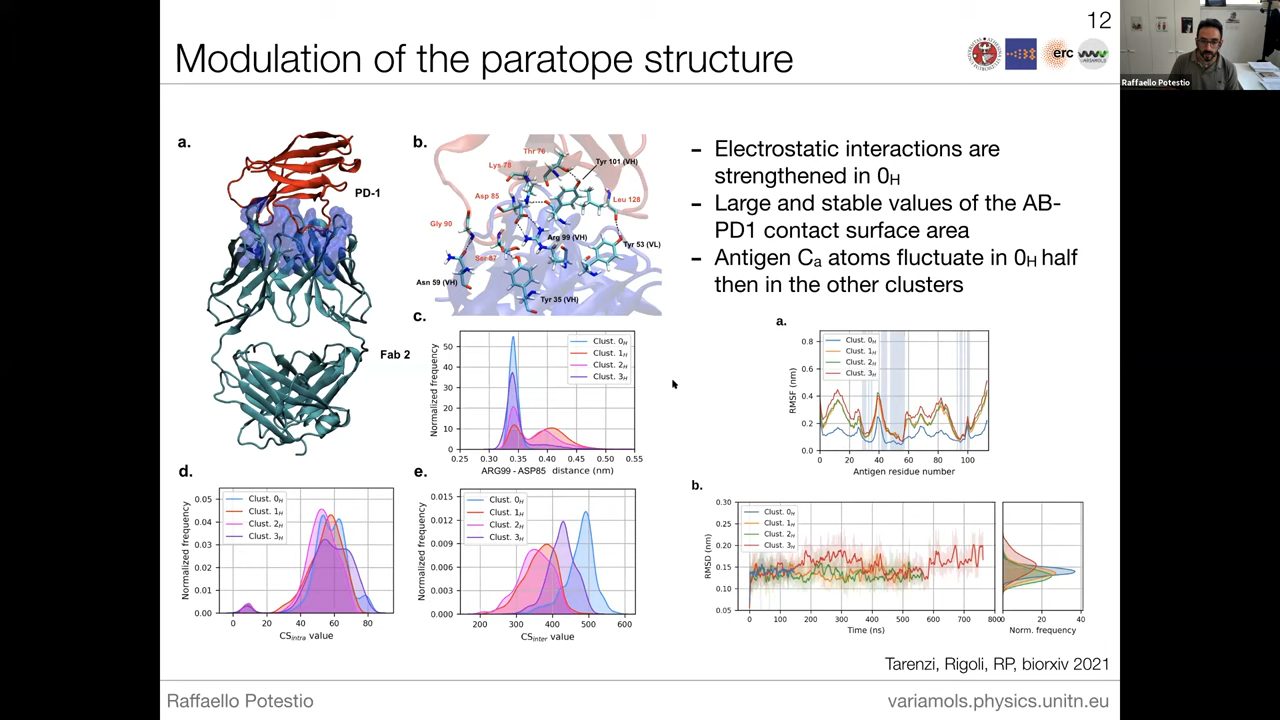 12
Modulation of the paratope structure
erc
VARIAMOLS
Raffaello Potestio
a.
PD-1
Fab 2
b.
Thr 76
Lys 78
Tyr 101 (VH)
Asp 85
Leu 128
Gly 90
Arg 99 (VH)
Tyr 53 (VL)
Ser 87
Asn 59 (VH)
Tyr 35 (VH)
– Electrostatic interactions are
strengthened in 0H
– Large and stable values of the AB-
PD1 contact surface area
– Antigen Ca atoms fluctuate in 0H half
then in the other clusters
c.
Normalized frequency
50
40
30
20
10
0
Clust. 0H
Clust. 1H
Clust. 2H
Clust. 3H
0.25 0.30 0.35 0.40 0.45 0.50 0.55
ARG99 - ASP85 distance (nm)
a.
RMSF (nm)
0.8
0.6
0.4
0.2
0.0
Clust. 0H
Clust. 1H
Clust. 2H
Clust. 3H
0 20 40 60 80 100
Antigen residue number
d.
Normalized frequency
0.05
0.04
0.03
0.02
0.01
0.00
Clust. 0H
Clust. 1H
Clust. 2H
Clust. 3H
0 20 40 60 80
CSintra value
e.
Normalized frequency
0.015
0.012
0.009
0.006
0.003
0.000
Clust. 0H
Clust. 1H
Clust. 2H
Clust. 3H
200 300 400 500 600
CSinter value
b.
RMSD (nm)
0.30
0.25
0.20
0.15
0.10
0.05
Clust. 0H
Clust. 1H
Clust. 2H
Clust. 3H
0 100 200 300 400 500 600 700 800
Time (ns)
0 20 40
Norm. frequency
Tarenzi, Rigoli, RP, biorxiv 2021
Raffaello Potestio
variamols.physics.unitn.eu